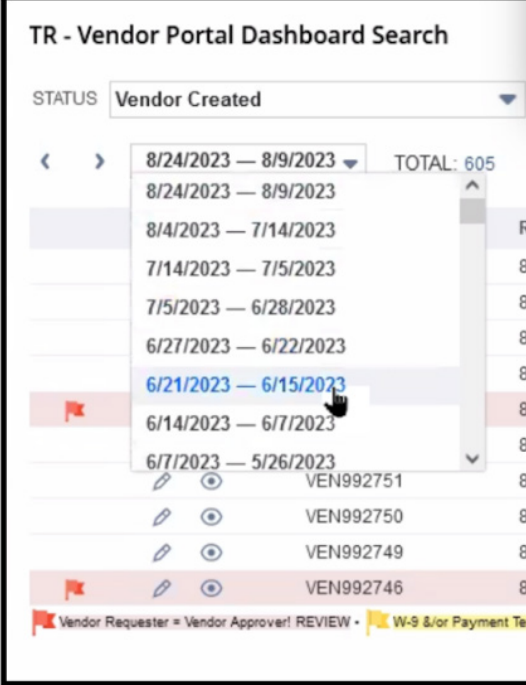 TR - Vendor Portal Dashboard Search
STATUS Vendor Created
8/24/2023 — 8/9/2023 TOTAL: 605
8/24/2023 — 8/9/2023
8/4/2023 — 7/14/2023
7/14/2023 — 7/5/2023
7/5/2023 — 6/28/2023
6/27/2023 — 6/22/2023
6/21/2023 — 6/15/2023
6/14/2023 — 6/7/2023
6/7/2023 — 5/26/2023
VEN992751
VEN992750
VEN992749
VEN992746
Vendor Requester = Vendor Approver! REVIEW • W-9 &/or Payment Te